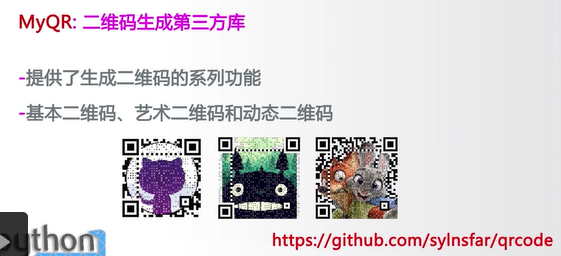 MyQR: 二维码生成第三方库
-提供了生成二维码的系列功能
-基本二维码、艺术二维码和动态二维码
python
https://github.com/sylnsfar/qrcode